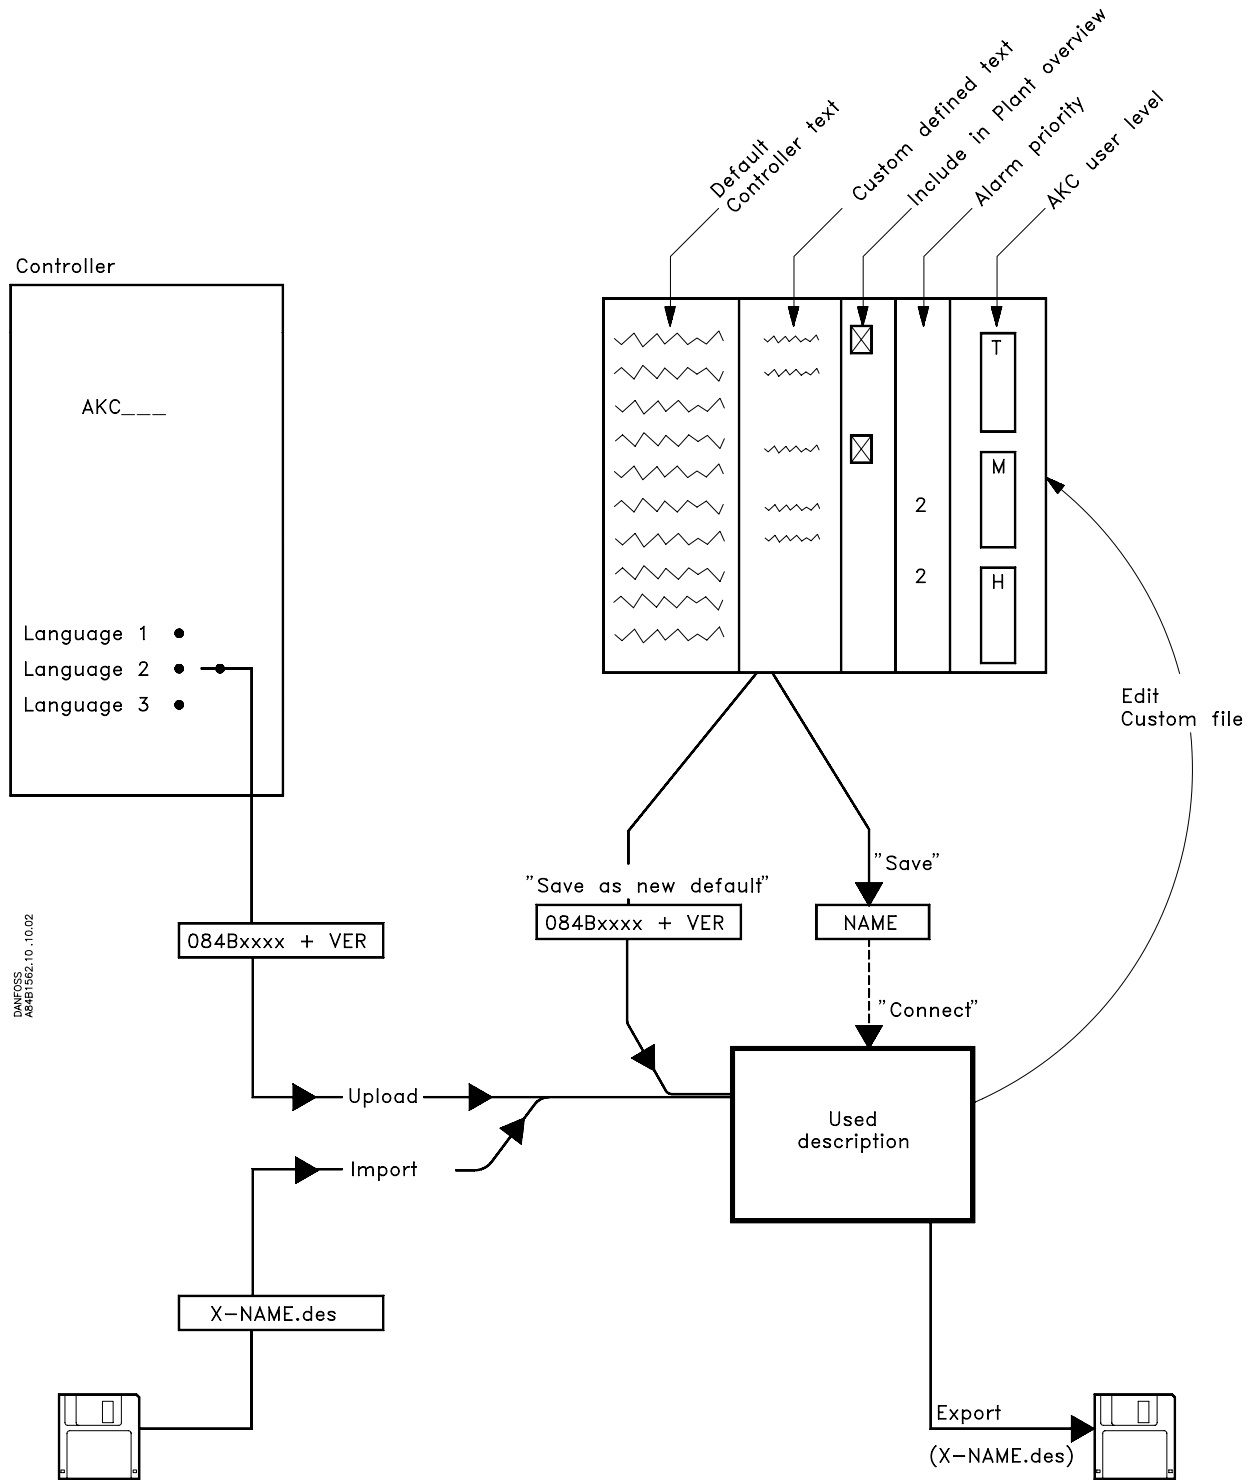 Default
Controller text
Custom defined text
Include in Plant overview
Alarm priority
AKC user level
Controller
AKC___
Language 1
Language 2
Language 3
T
M
H
2
2
Edit
Custom file
"Save as new default"
084Bxxxx + VER
"Save"
NAME
"Connect"
084Bxxxx + VER
DANFOSS
A84B1562.10.10.02
Upload
Import
Used
description
X-NAME.des
Export
(X-NAME.des)